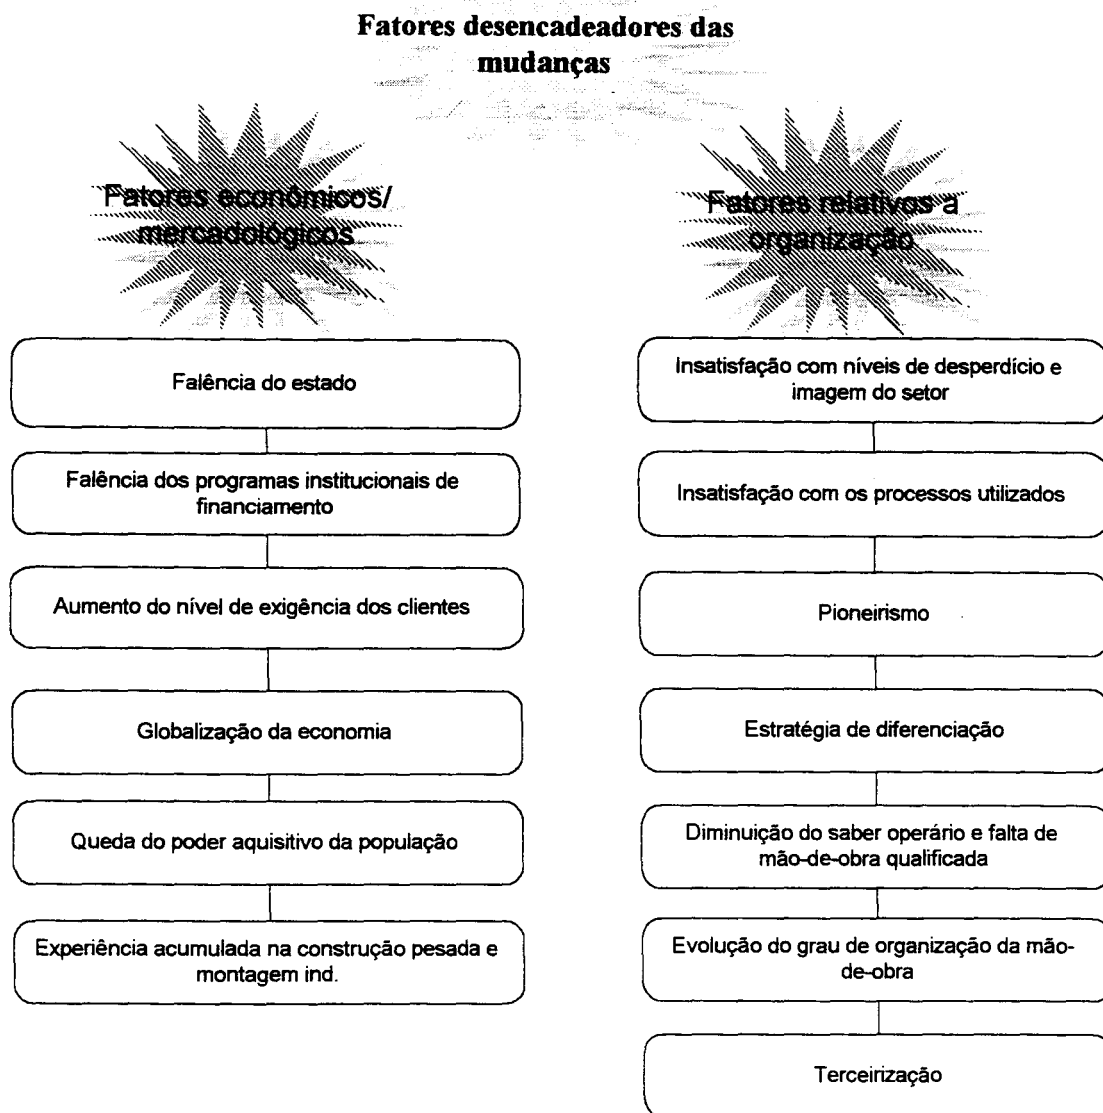 Fatores desencadeadores das
mudanças
Fatores econômicos/
mercadológicos
Falência do estado
Falência dos programas institucionais de
financiamento
Aumento do nível de exigência dos clientes
Globalização da economia
Queda do poder aquisitivo da população
Experiência acumulada na construção pesada e
montagem ind.
Fatores relativos a
organização
Insatisfação com níveis de desperdício e
imagem do setor
Insatisfação com os processos utilizados
Pioneirismo
Estratégia de diferenciação
Diminuição do saber operário e falta de
mão-de-obra qualificada
Evolução do grau de organização da mão-
de-obra
Terceirização